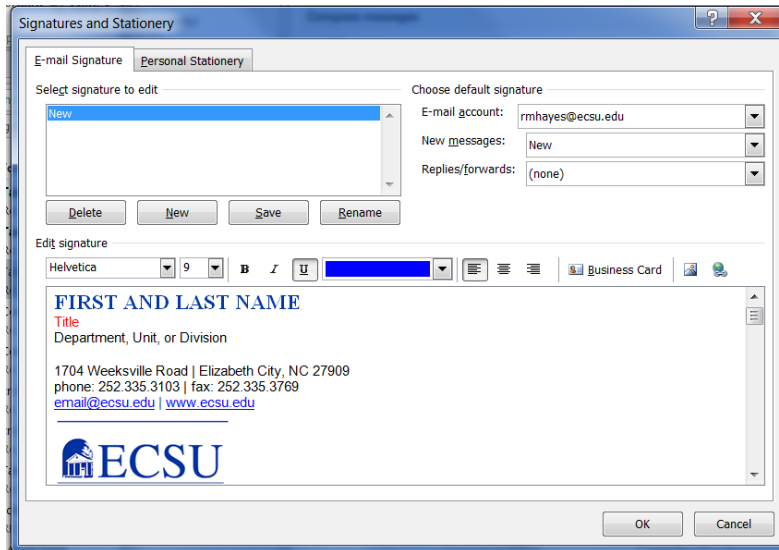 Signatures and Stationery
E-mail Signature
Personal Stationery
Select signature to edit
Choose default signature
New
E-mail account:
rmhayes@ecsu.edu
New messages:
New
Replies/forwards:
(none)
Delete
New
Save
Rename
Edit signature
Helvetica
9
B
I
U
Business Card
FIRST AND LAST NAME
Title
Department, Unit, or Division
1704 Weeksville Road | Elizabeth City, NC 27909
phone: 252.335.3103 | fax: 252.335.3769
email@ecsu.edu | www.ecsu.edu
ECSU
OK
Cancel